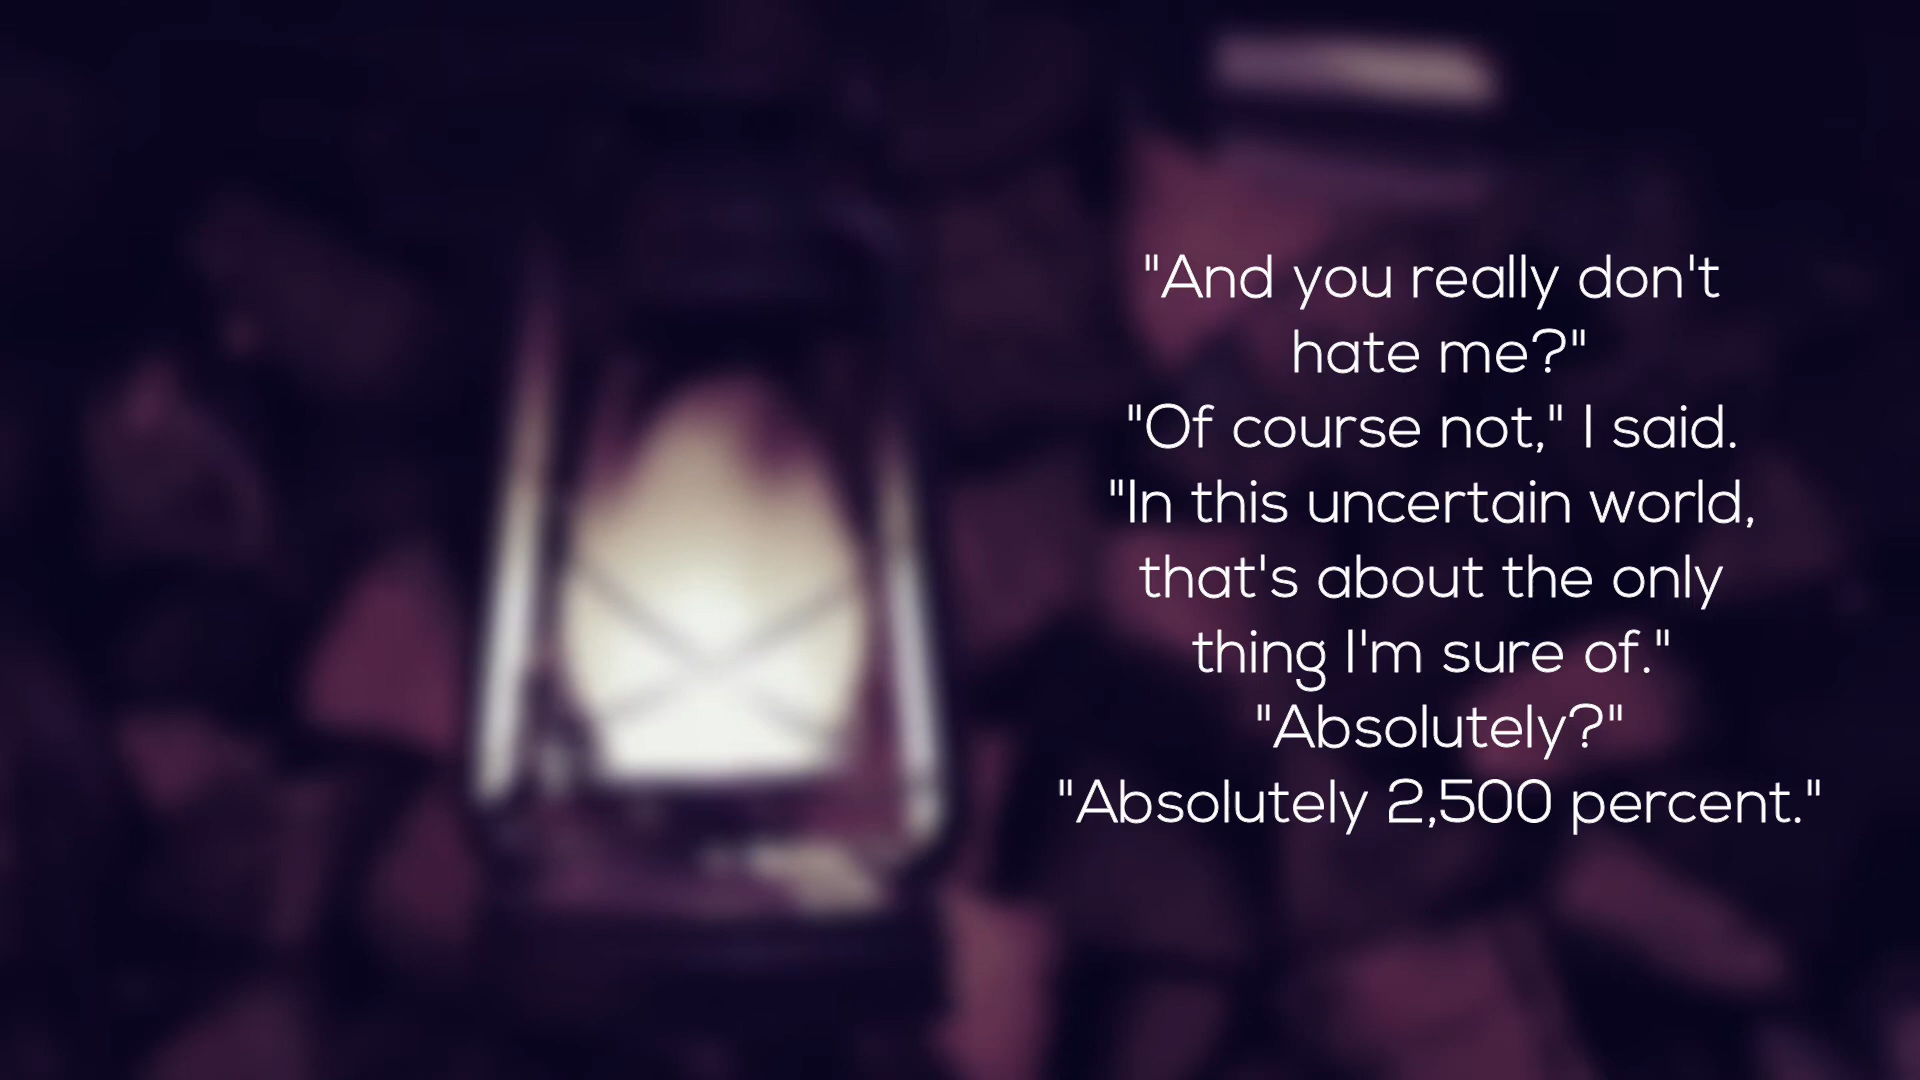 "And you really don't
hate me?"
"Of course not," I said.
"In this uncertain world,
that's about the only
thing I'm sure of."
"Absolutely?"
"Absolutely 2,500 percent."